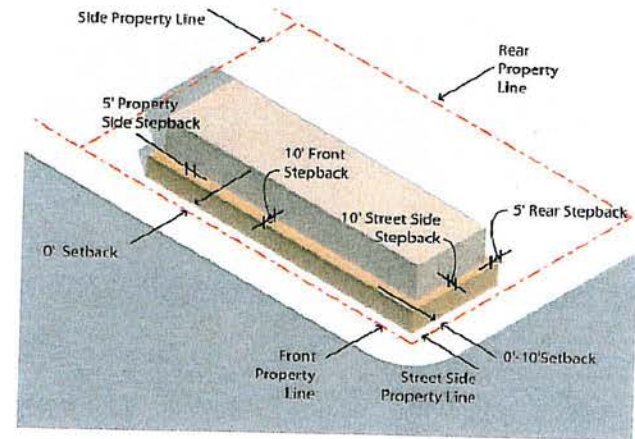 Side Property Line
Rear
Property
Line
5' Property
Side Stepback
10' Front
Stepback
10' Street Side
Stepback
5' Rear Stepback
0' Setback
0'-10'Setback
Front
Property
Line
Street Side
Property Line